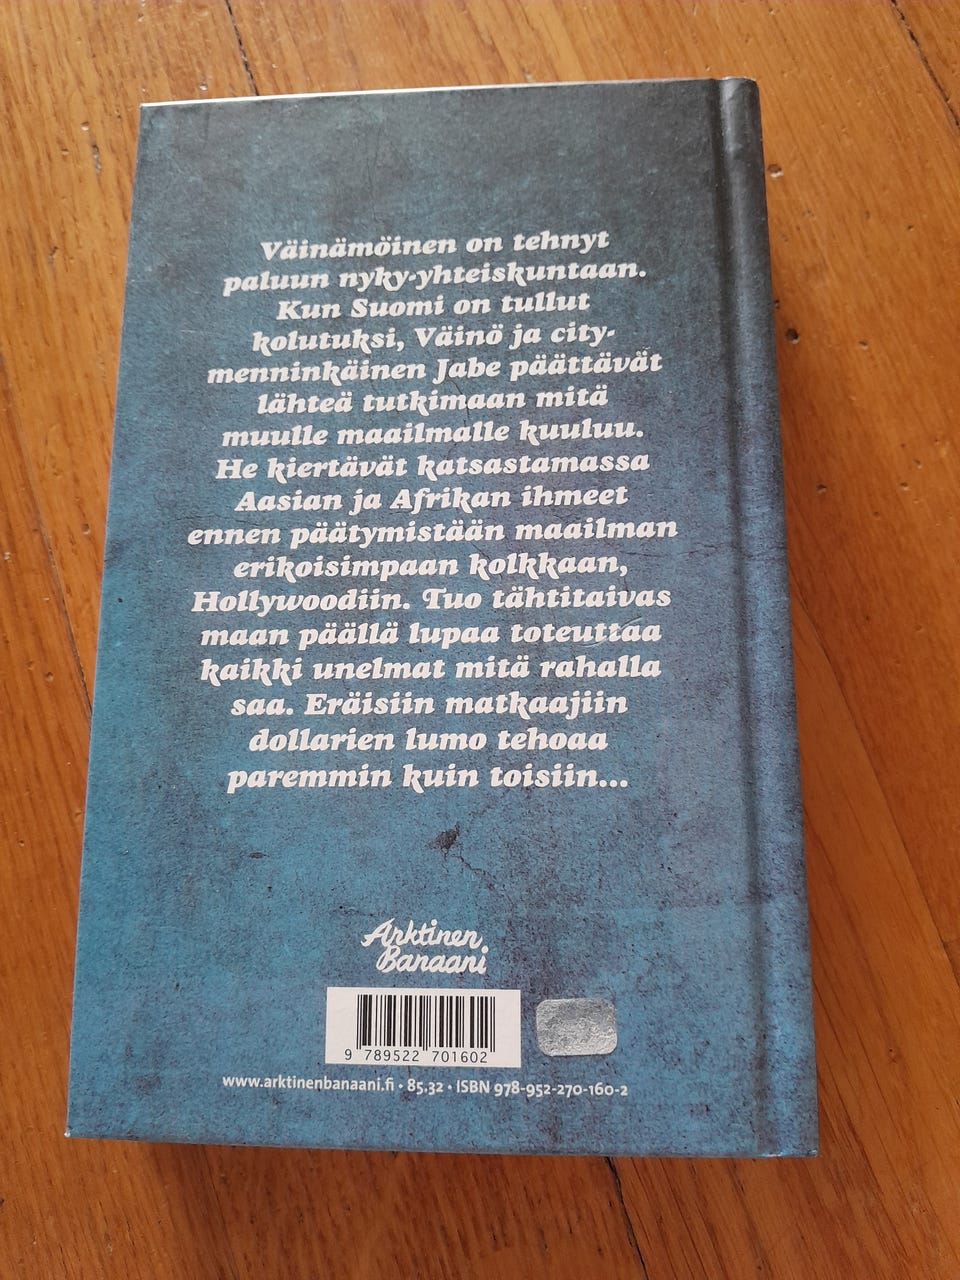 Väinämöinen on tehnyt
paluun nyky-yhteiskuntaan.
Kun Suomi on tullut
kolutuksi, Väinö ja city-
menninkäinen Jabe päättävät
lähteä tutkimaan mitä
muulle maailmalle kuuluu.
He kiertävät katsastamassa
Aasian ja Afrikan ihmeet
ennen päätymistään maailman
erikoisimpaan kolkkaan,
Hollywoodiin. Tuo tähtitaivas
maan päällä lupaa toteuttaa
kaikki unelmat mitä rahalla
saa. Eräisiin matkaajiin
dollarien lumo tehoaa
paremmin kuin toisiin...
Arktinen
Banaani
9 789522 701602
www.arktinenbanaani.fi • 85.32 • ISBN 978-952-270-160-2